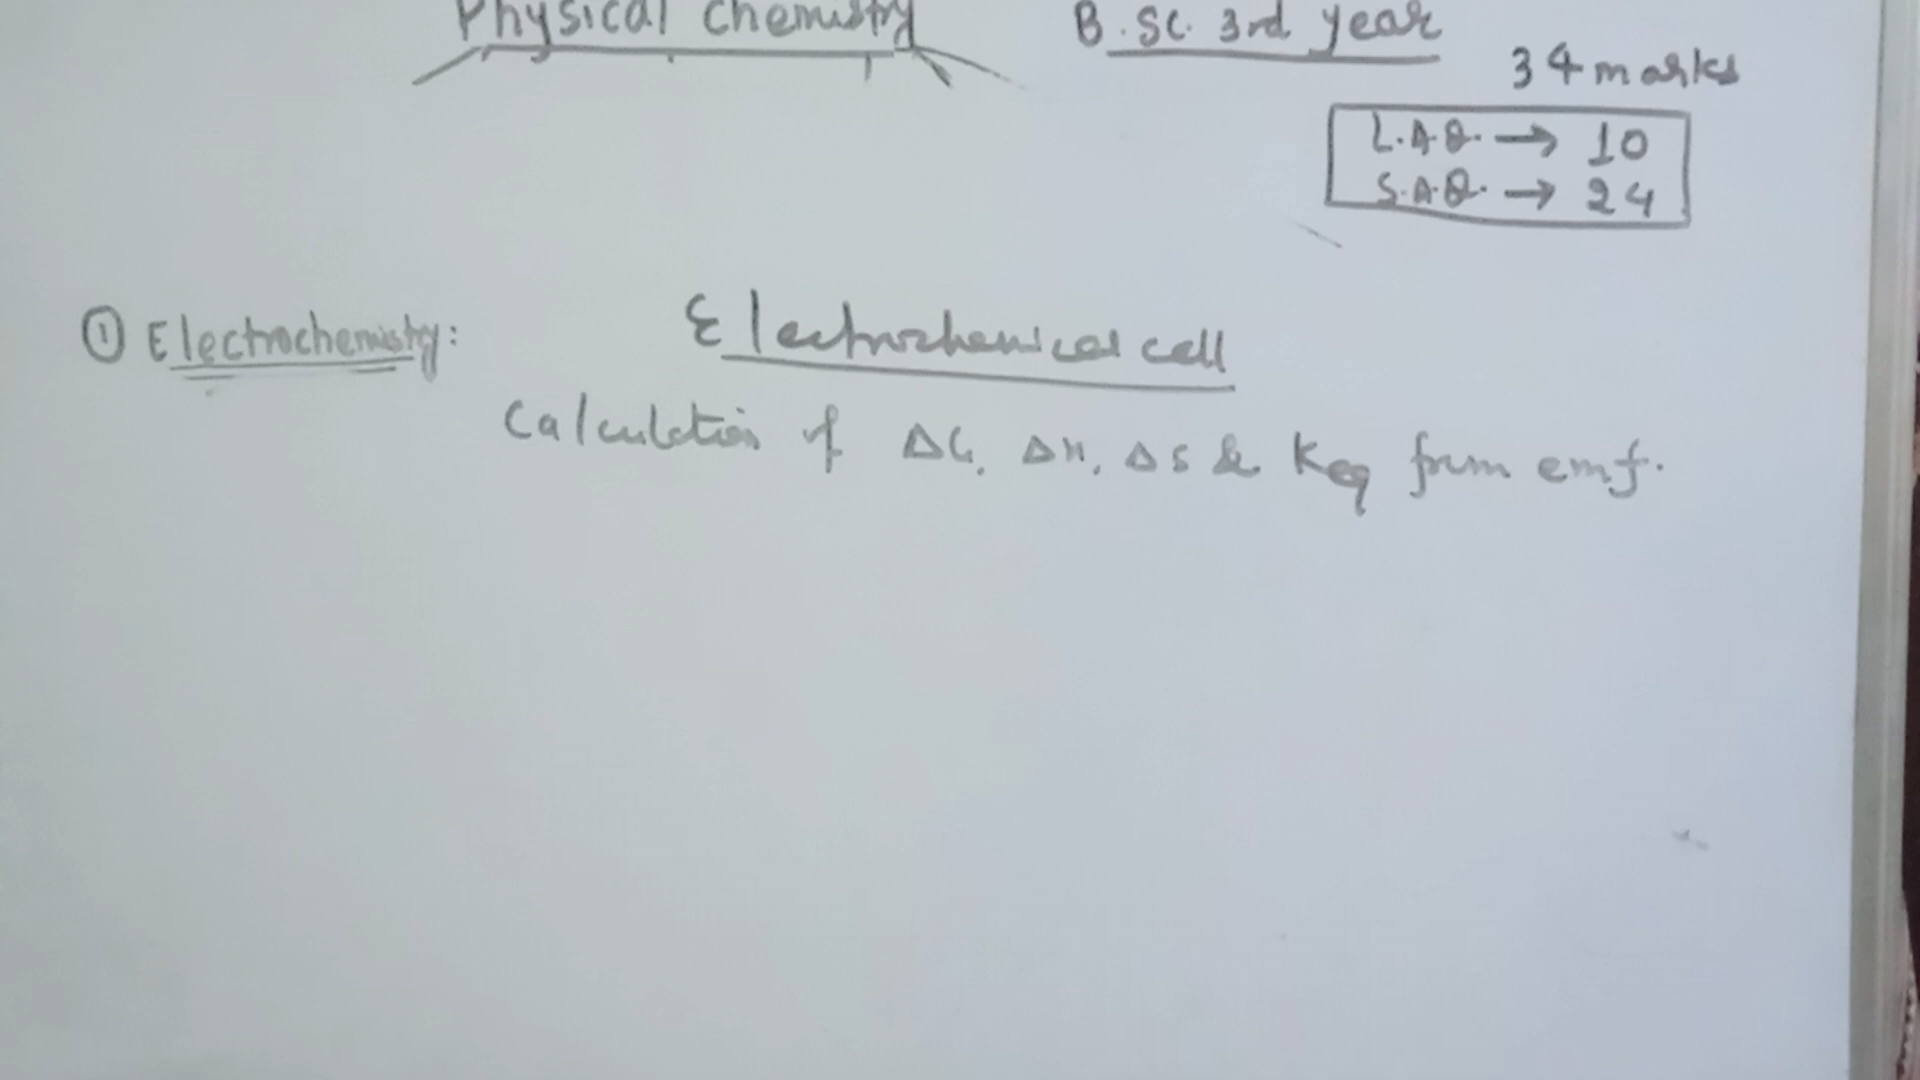 Physical Chemistry B.Sc. 3rd year
34 marks
L.A.Q. → 10
S.A.Q. → 24
① Electrochemistry: Electrochemical cell
Calculation of ΔG, ΔH, ΔS & Keq from emf.